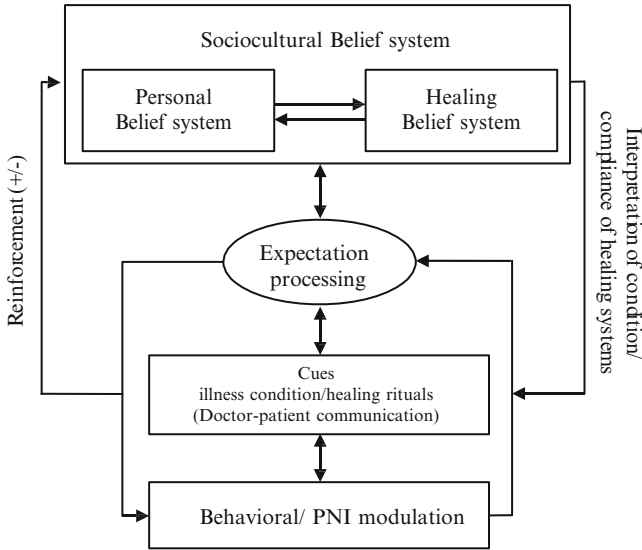 Sociocultural Belief system
Personal
Belief system
Healing
Belief system
Reinforcement (+/-)
Interpretation of condition/
compliance of healing systems
Expectation
processing
Cues
illness condition/healing rituals
(Doctor-patient communication)
Behavioral/ PNI modulation